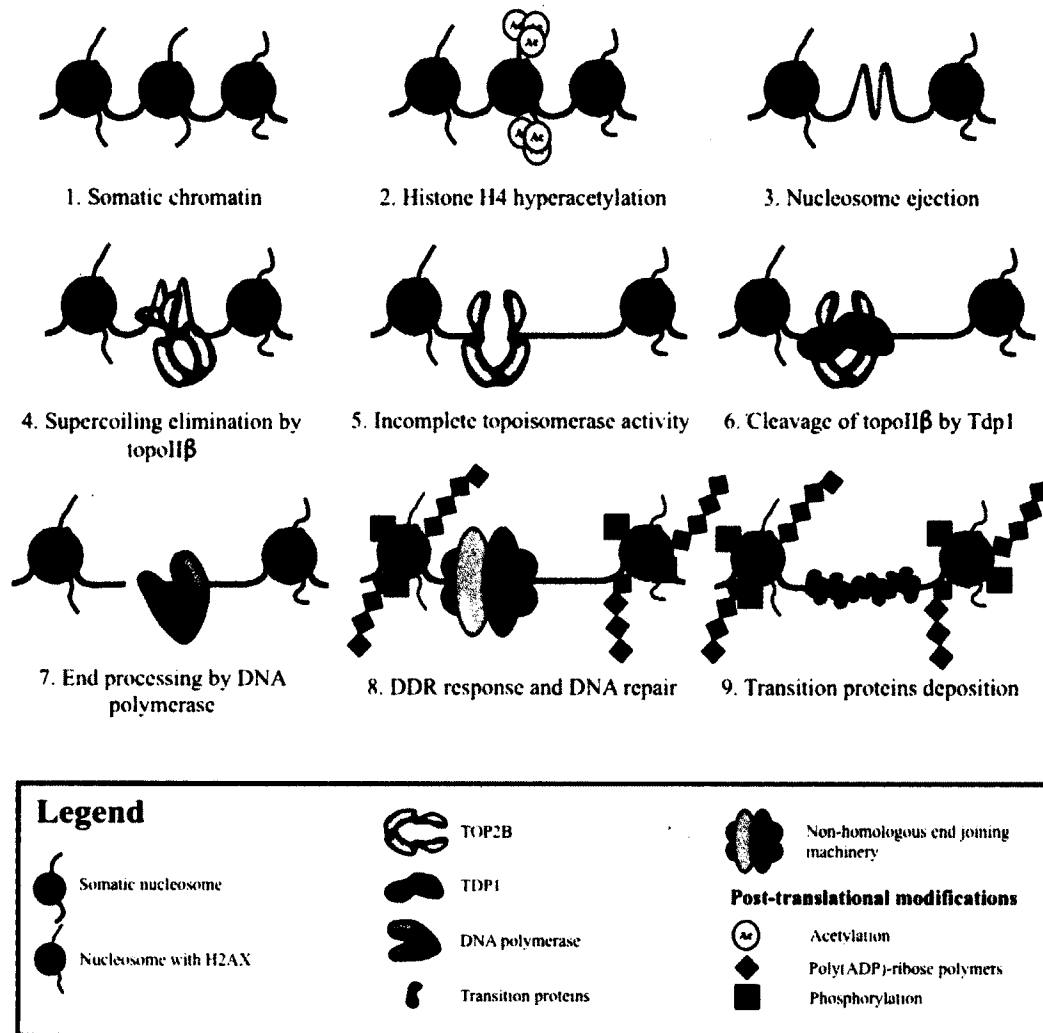 Ac
Ac
1. Somatic chromatin
2. Histone H4 hyperacetylation
3. Nucleosome ejection
4. Supercoiling elimination by
topoIIβ
5. Incomplete topoisomerase activity
6. Cleavage of topoIIβ by Tdp1
7. End processing by DNA
polymerase
8. DDR response and DNA repair
9. Transition proteins deposition
Legend
Somatic nucleosome
Nucleosome with H2AX
TOP2B
TDP1
DNA polymerase
Transition proteins
Non-homologous end joining
machinery
Post-translational modifications
Ac
Acetylation
Poly(ADP)-ribose polymers
Phosphorylation